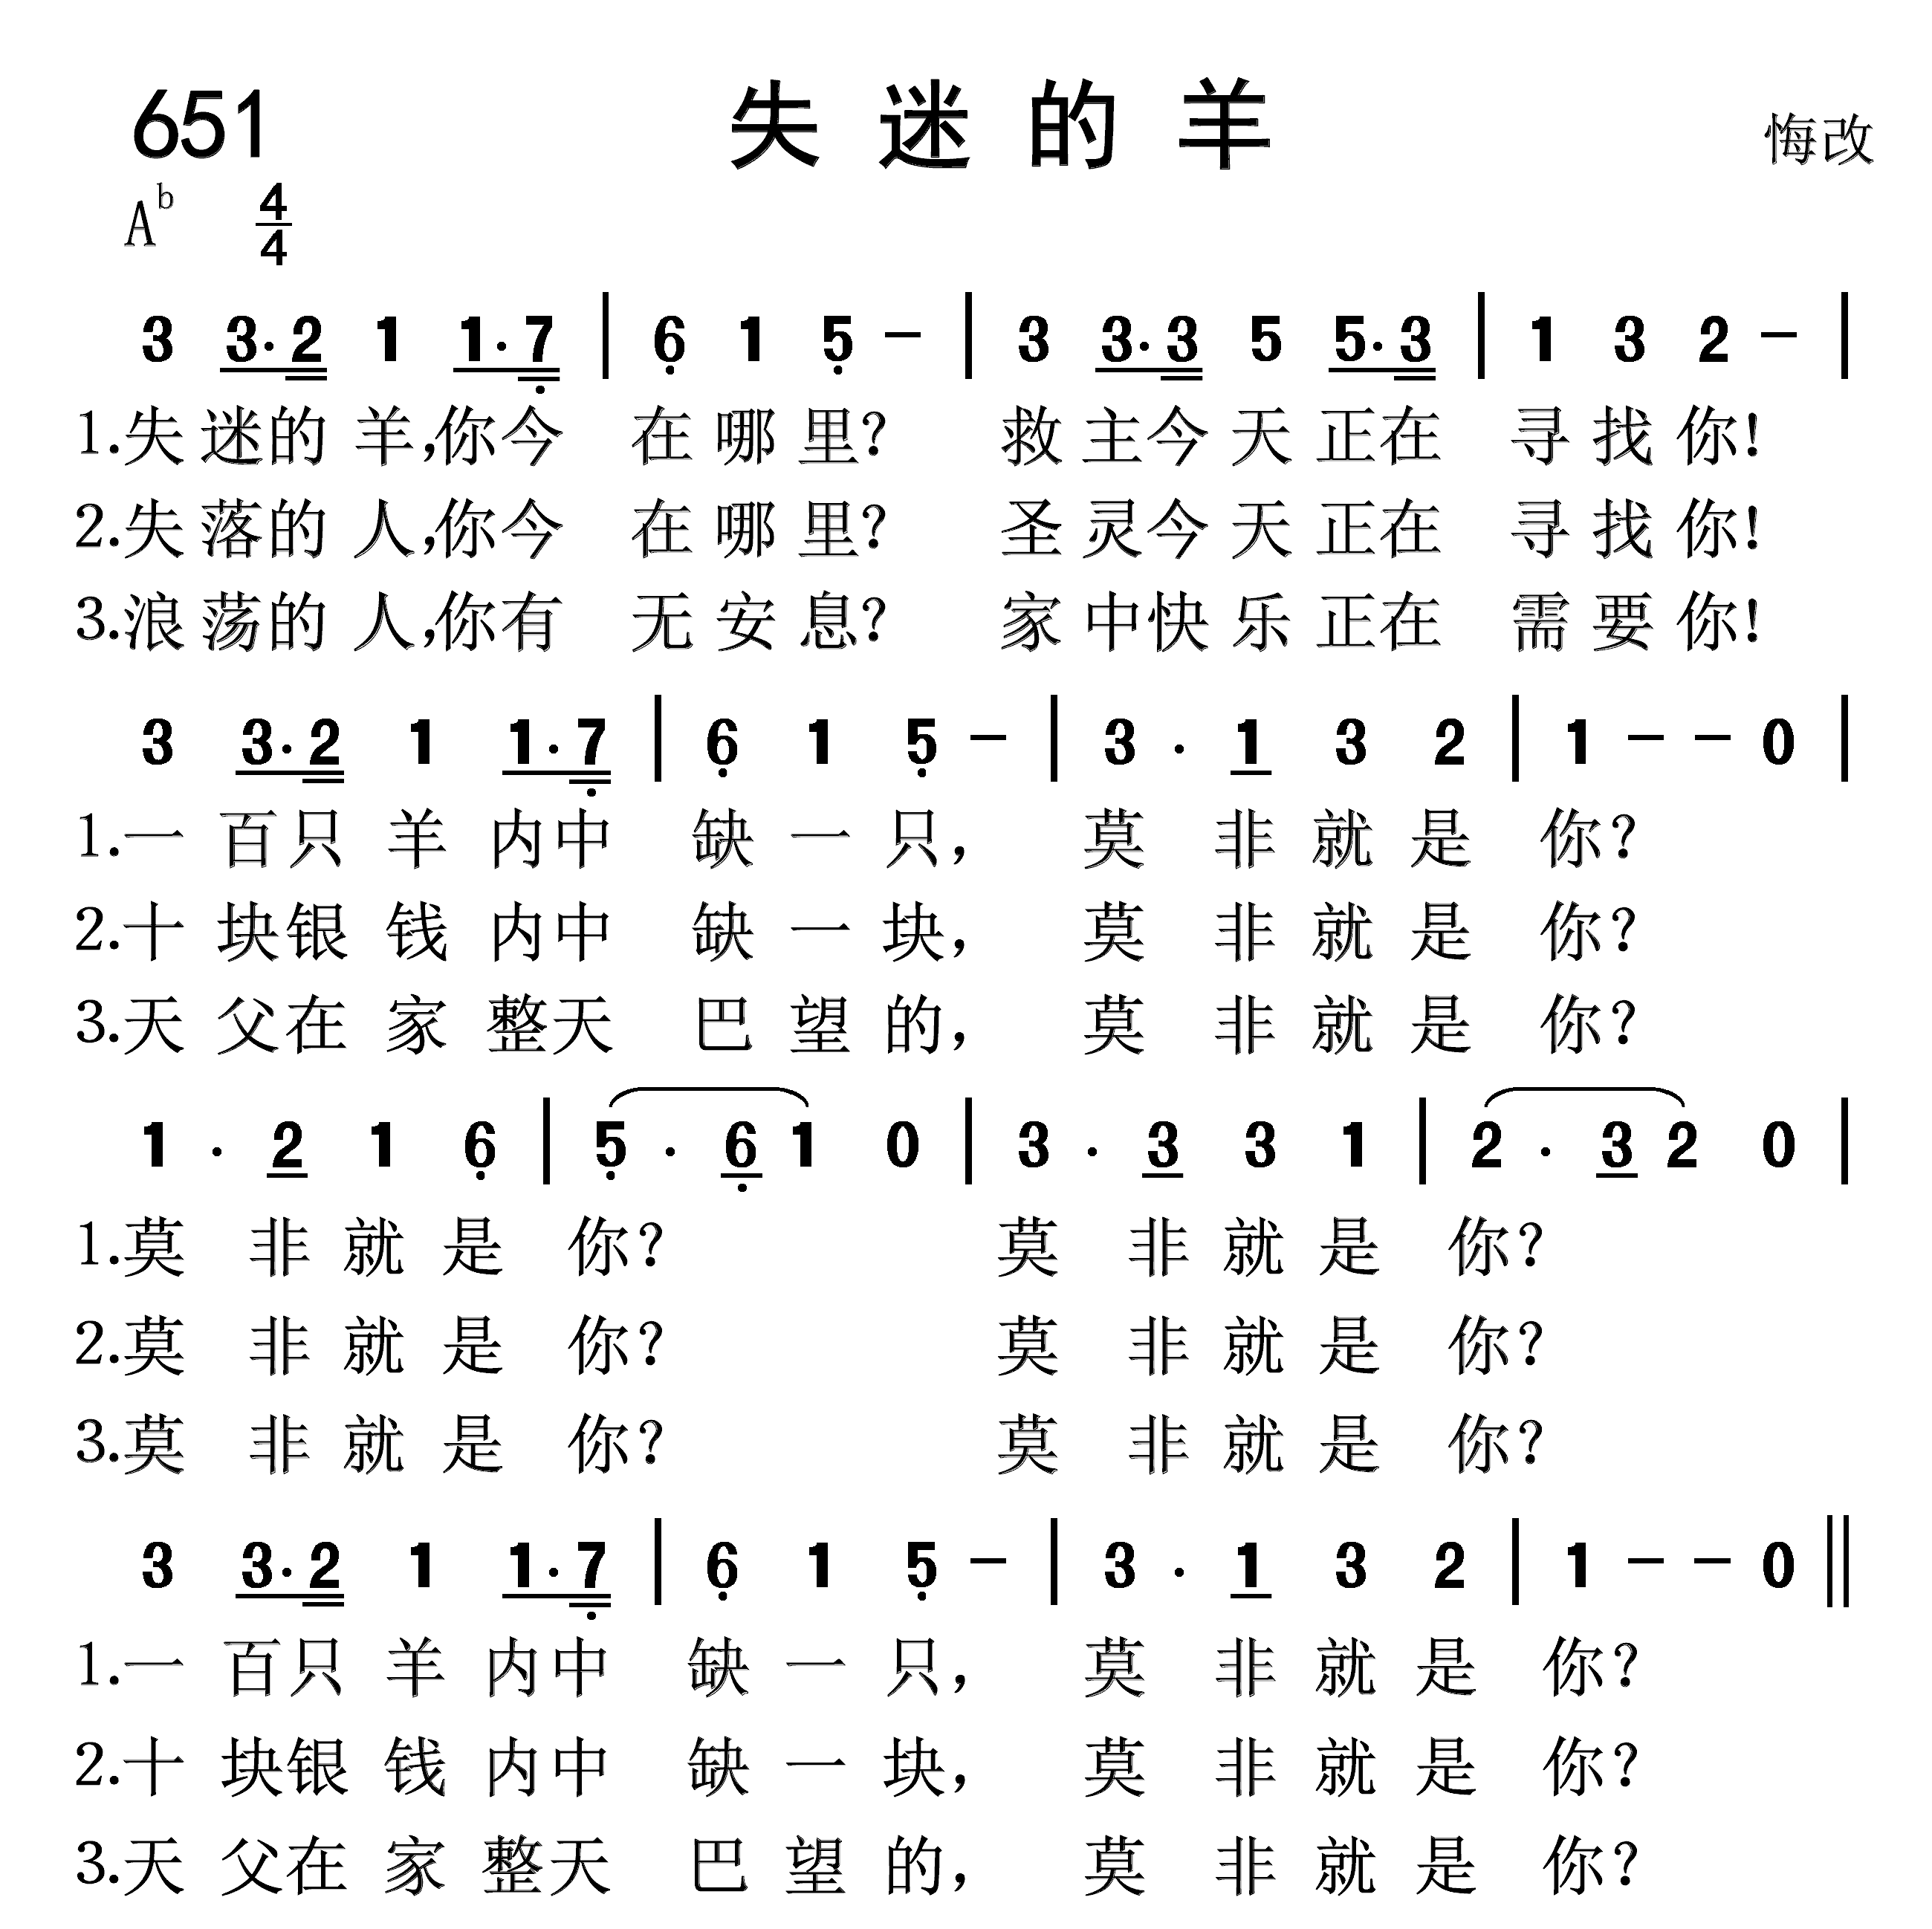 651 失迷的羊 悔改
A♭ 4/4
3 3·2 1 1·7 | 6 1 5 － | 3 3·3 5 5·3 | 1 3 2 － |
1.失迷的羊,你今在哪里？ 救主今天正在寻找你！
2.失落的人,你今在哪里？ 圣灵今天正在寻找你！
3.浪荡的人,你有无安息？ 家中快乐正在需要你！
3 3·2 1 1·7 | 6 1 5 － | 3 · 1 3 2 | 1 － － 0 |
1.一百只羊内中缺一只， 莫非就是你？
2.十块银钱内中缺一块， 莫非就是你？
3.天父在家整天巴望的， 莫非就是你？
1 · 2 1 6 | 5 · 6 1 0 | 3 · 3 3 1 | 2 · 3 2 0 |
1.莫非就是你？ 莫非就是你？
2.莫非就是你？ 莫非就是你？
3.莫非就是你？ 莫非就是你？
3 3·2 1 1·7 | 6 1 5 － | 3 · 1 3 2 | 1 － － 0 ‖
1.一百只羊内中缺一只， 莫非就是你？
2.十块银钱内中缺一块， 莫非就是你？
3.天父在家整天巴望的， 莫非就是你？